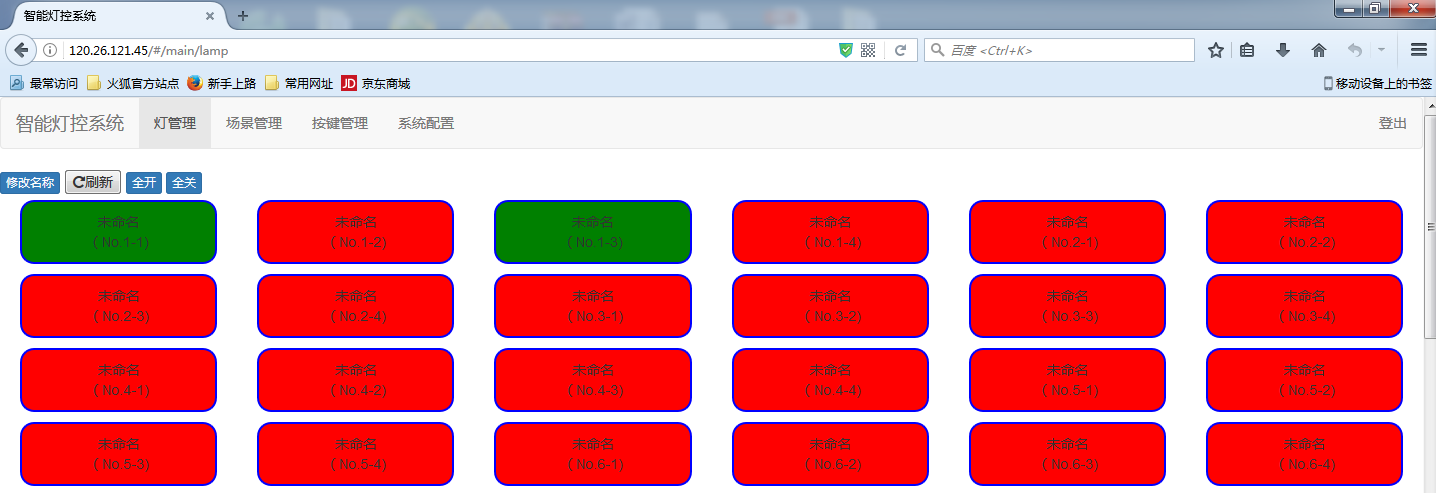 智能灯控系统
120.26.121.45/#/main/lamp
百度 <Ctrl+K>
最常访问 火狐官方站点 新手上路 常用网址 JD 京东商城 移动设备上的书签
智能灯控系统 灯管理 场景管理 按键管理 系统配置 登出
修改名称 刷新 全开 全关
未命名 未命名 未命名 未命名 未命名 未命名
( No.1-1) ( No.1-2) ( No.1-3) ( No.1-4) ( No.2-1) ( No.2-2)
未命名 未命名 未命名 未命名 未命名 未命名
( No.2-3) ( No.2-4) ( No.3-1) ( No.3-2) ( No.3-3) ( No.3-4)
未命名 未命名 未命名 未命名 未命名 未命名
( No.4-1) ( No.4-2) ( No.4-3) ( No.4-4) ( No.5-1) ( No.5-2)
未命名 未命名 未命名 未命名 未命名 未命名
( No.5-3) ( No.5-4) ( No.6-1) ( No.6-2) ( No.6-3) ( No.6-4)